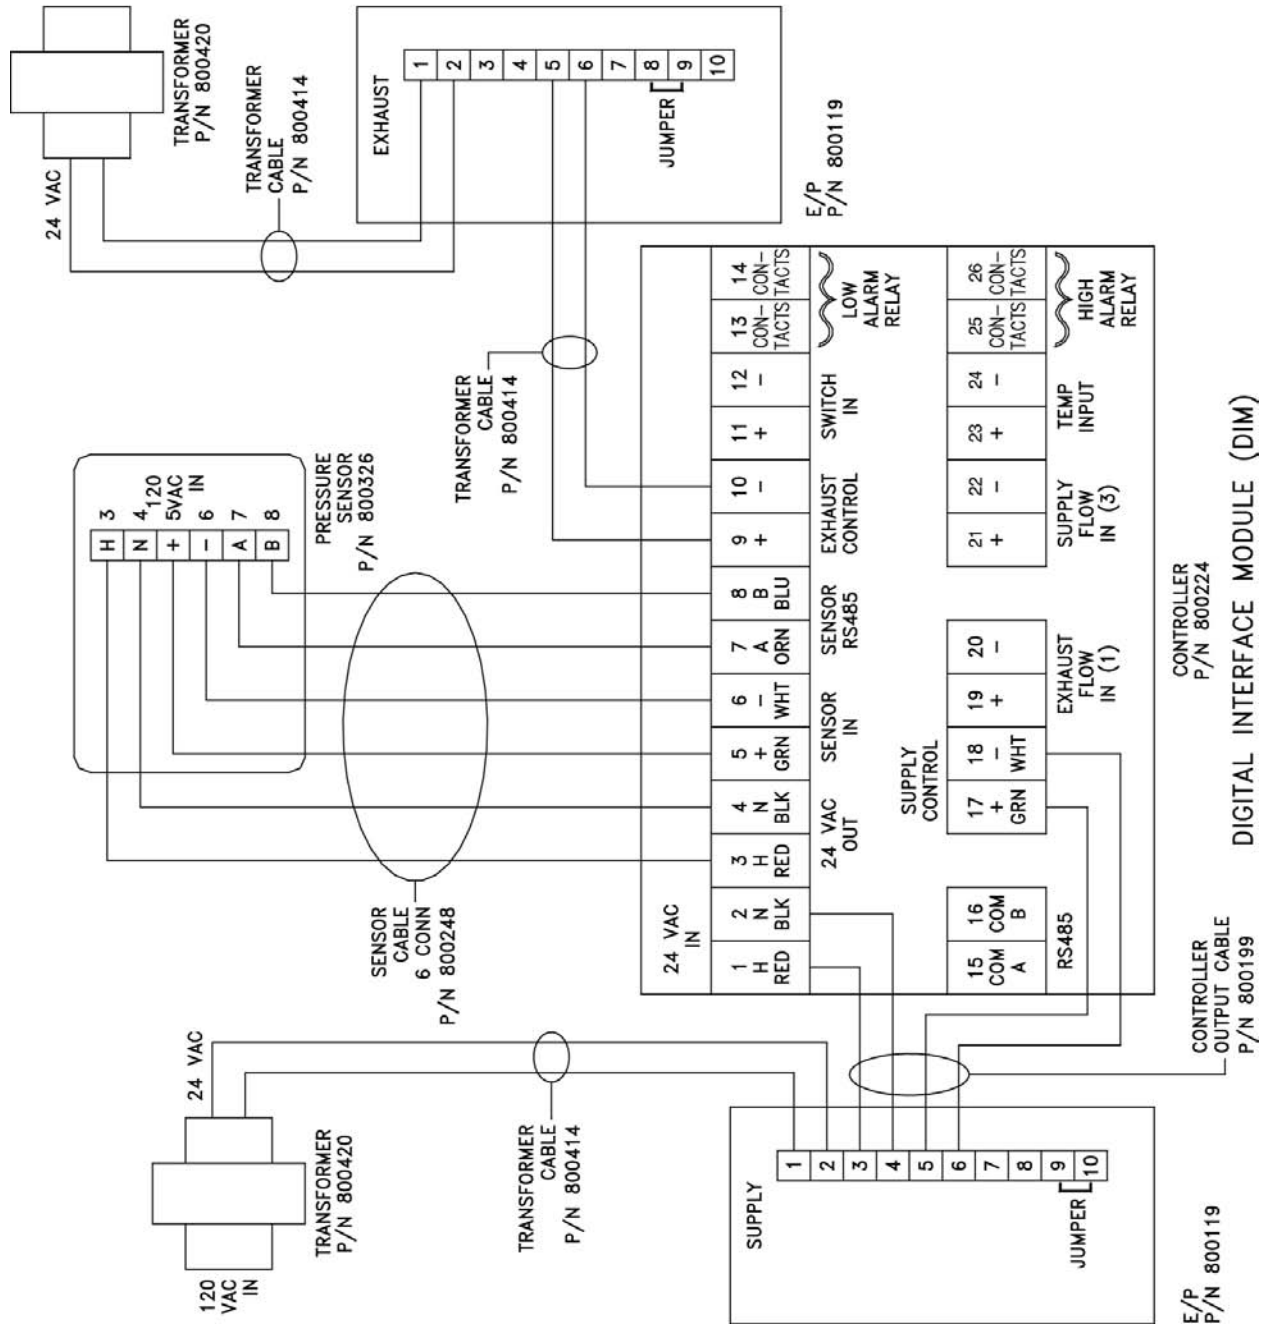 120
VAC
IN
24 VAC
TRANSFORMER
P/N 800420
TRANSFORMER
CABLE
P/N 800414
SUPPLY
1
2
3
4
5
6
7
8
9
10
JUMPER
E/P
P/N 800119
SENSOR
CABLE
6 CONN
P/N 800248
120
VAC
IN
3 4 5 6 7 8
H N + - A B
PRESSURE
SENSOR
P/N 800326
24 VAC
TRANSFORMER
P/N 800420
TRANSFORMER
CABLE
P/N 800414
EXHAUST
1
2
3
4
5
6
7
8
9
10
JUMPER
E/P
P/N 800119
TRANSFORMER
CABLE
P/N 800414
24 VAC
IN
1 2 3 4 5 6 7 8 9 10 11 12 13 14
H N H N + - A B + - + - CON- CON-
RED BLK RED BLK GRN WHT ORN BLU TACTS TACTS
24 VAC
OUT
SENSOR
IN
SENSOR
RS485
EXHAUST
CONTROL
SWITCH
IN
LOW
ALARM
RELAY
SUPPLY
CONTROL
15 16 17 18 19 20 21 22 23 24 25 26
COM COM + - + - + - + - CON- CON-
A B GRN WHT TACTS TACTS
RS485
EXHAUST
FLOW
IN (1)
SUPPLY
FLOW
IN (3)
TEMP
INPUT
HIGH
ALARM
RELAY
CONTROLLER
OUTPUT CABLE
P/N 800199
CONTROLLER
P/N 800224
DIGITAL INTERFACE MODULE (DIM)